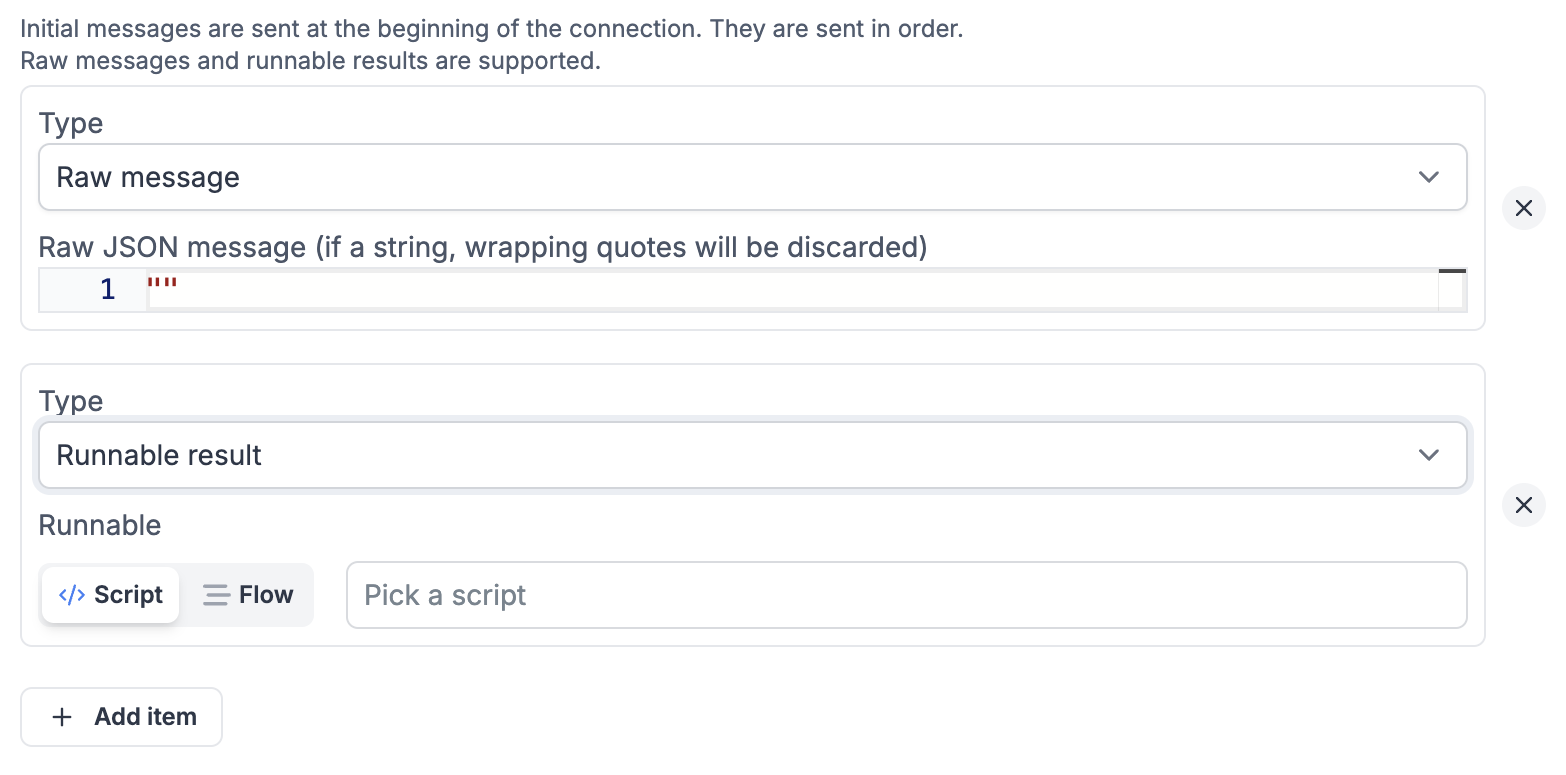 Initial messages are sent at the beginning of the connection. They are sent in order.
Raw messages and runnable results are supported.
Type
Raw message
Raw JSON message (if a string, wrapping quotes will be discarded)
1 ""
Type
Runnable result
Runnable
</> Script Flow Pick a script
+ Add item